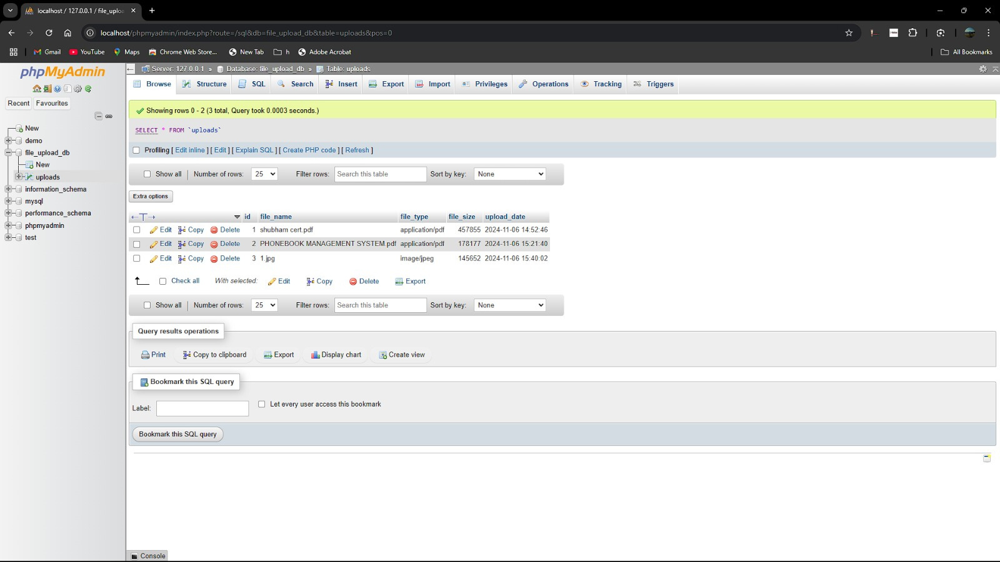 localhost / 127.0.0.1 / file_uploa
localhost/phpmyadmin/index.php?route=/sql&db=file_upload_db&table=uploads&pos=0
Gmail YouTube Maps Chrome Web Store... New Tab h Adobe Acrobat All Bookmarks
phpMyAdmin
Recent Favourites
New
demo
file_upload_db
New
uploads
information_schema
mysql
performance_schema
phpmyadmin
test
Server: 127.0.0.1 » Database: file_upload_db » Table: uploads
Browse Structure SQL Search Insert Export Import Privileges Operations Tracking Triggers
Showing rows 0 - 2 (3 total, Query took 0.0003 seconds.)
SELECT * FROM `uploads`
Profiling [ Edit inline ] [ Edit ] [ Explain SQL ] [ Create PHP code ] [ Refresh ]
Show all Number of rows: 25 Filter rows: Search this table Sort by key: None
Extra options
id file_name file_type file_size upload_date
Edit Copy Delete 1 shubham cert.pdf application/pdf 457855 2024-11-06 14:52:46
Edit Copy Delete 2 PHONEBOOK MANAGEMENT SYSTEM.pdf application/pdf 178177 2024-11-06 15:21:40
Edit Copy Delete 3 1.jpg image/jpeg 145652 2024-11-06 15:40:02
Check all With selected: Edit Copy Delete Export
Show all Number of rows: 25 Filter rows: Search this table Sort by key: None
Query results operations
Print Copy to clipboard Export Display chart Create view
Bookmark this SQL query
Label: Let every user access this bookmark
Bookmark this SQL query
Console